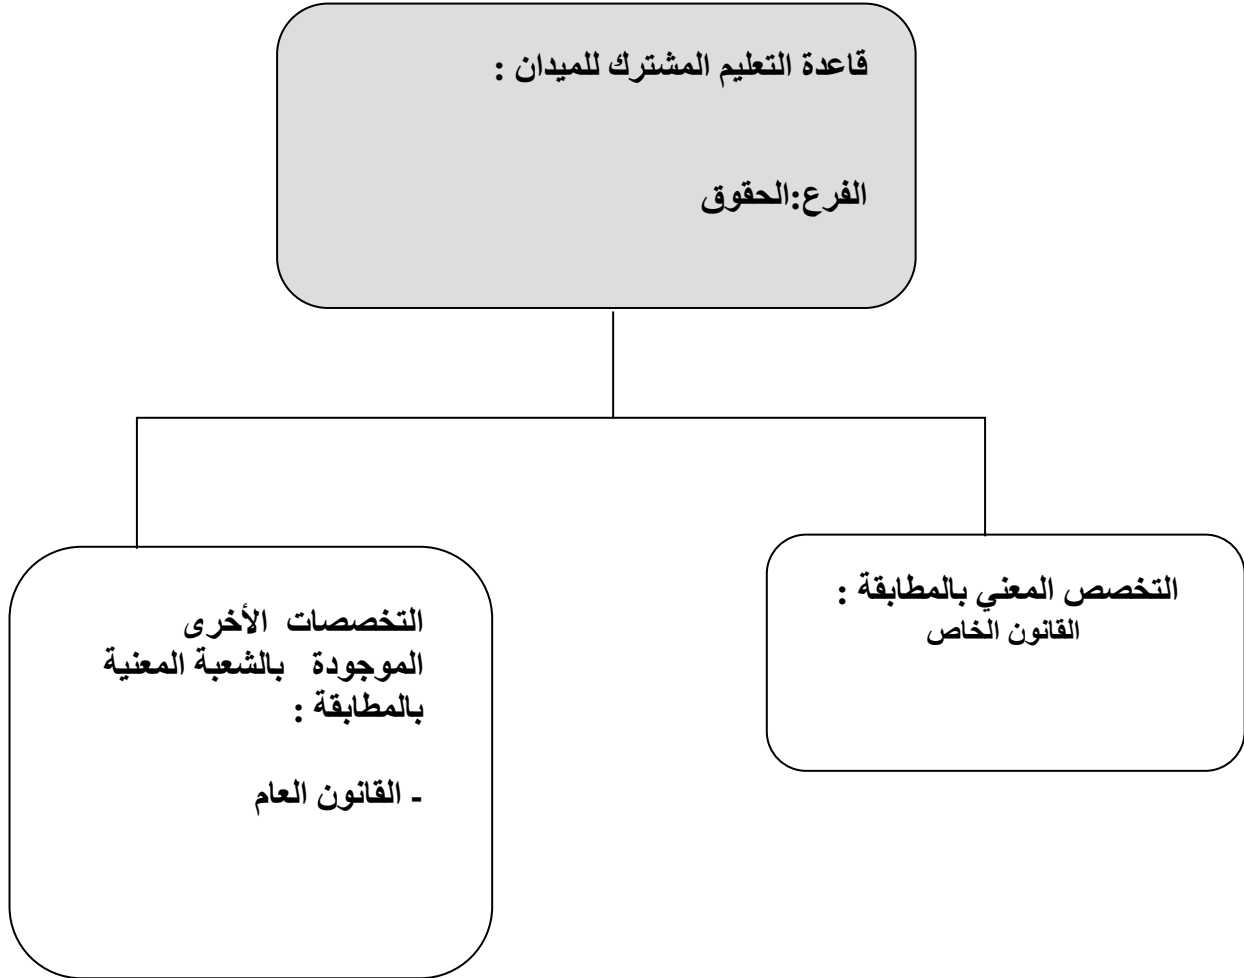 قاعدة التعليم المشترك للميدان :
الفرع:الحقوق
التخصص المعني بالمطابقة :
القانون الخاص
التخصصات الأخرى
الموجودة بالشعبة المعنية
بالمطابقة :
- القانون العام